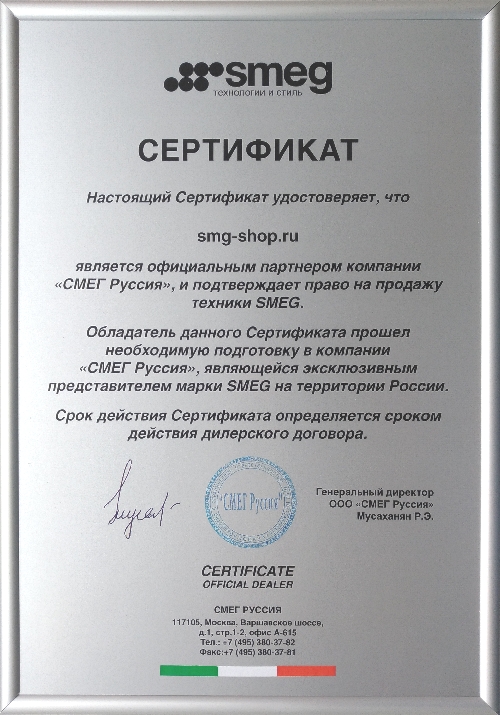 smeg
ТЕХНОЛОГИИ И СТИЛЬ
СЕРТИФИКАТ
Настоящий Сертификат удостоверяет, что
smg-shop.ru
является официальным партнером компании
«СМЕГ Руссия», и подтверждает право на продажу
техники SMEG.
Обладатель данного Сертификата прошел
необходимую подготовку в компании
«СМЕГ Руссия», являющейся эксклюзивным
представителем марки SMEG на территории России.
Срок действия Сертификата определяется сроком
действия дилерского договора.
"СМЕГ Руссия"
Генеральный директор
ООО «СМЕГ Руссия»
Мусаханян Р.Э.
CERTIFICATE
OFFICIAL DEALER
СМЕГ РУССИЯ
117105, Москва, Варшавское шоссе,
д.1, стр.1-2, офис А-615
Тел.: +7 (495) 380-37-82
Факс:+7 (495) 380-37-81